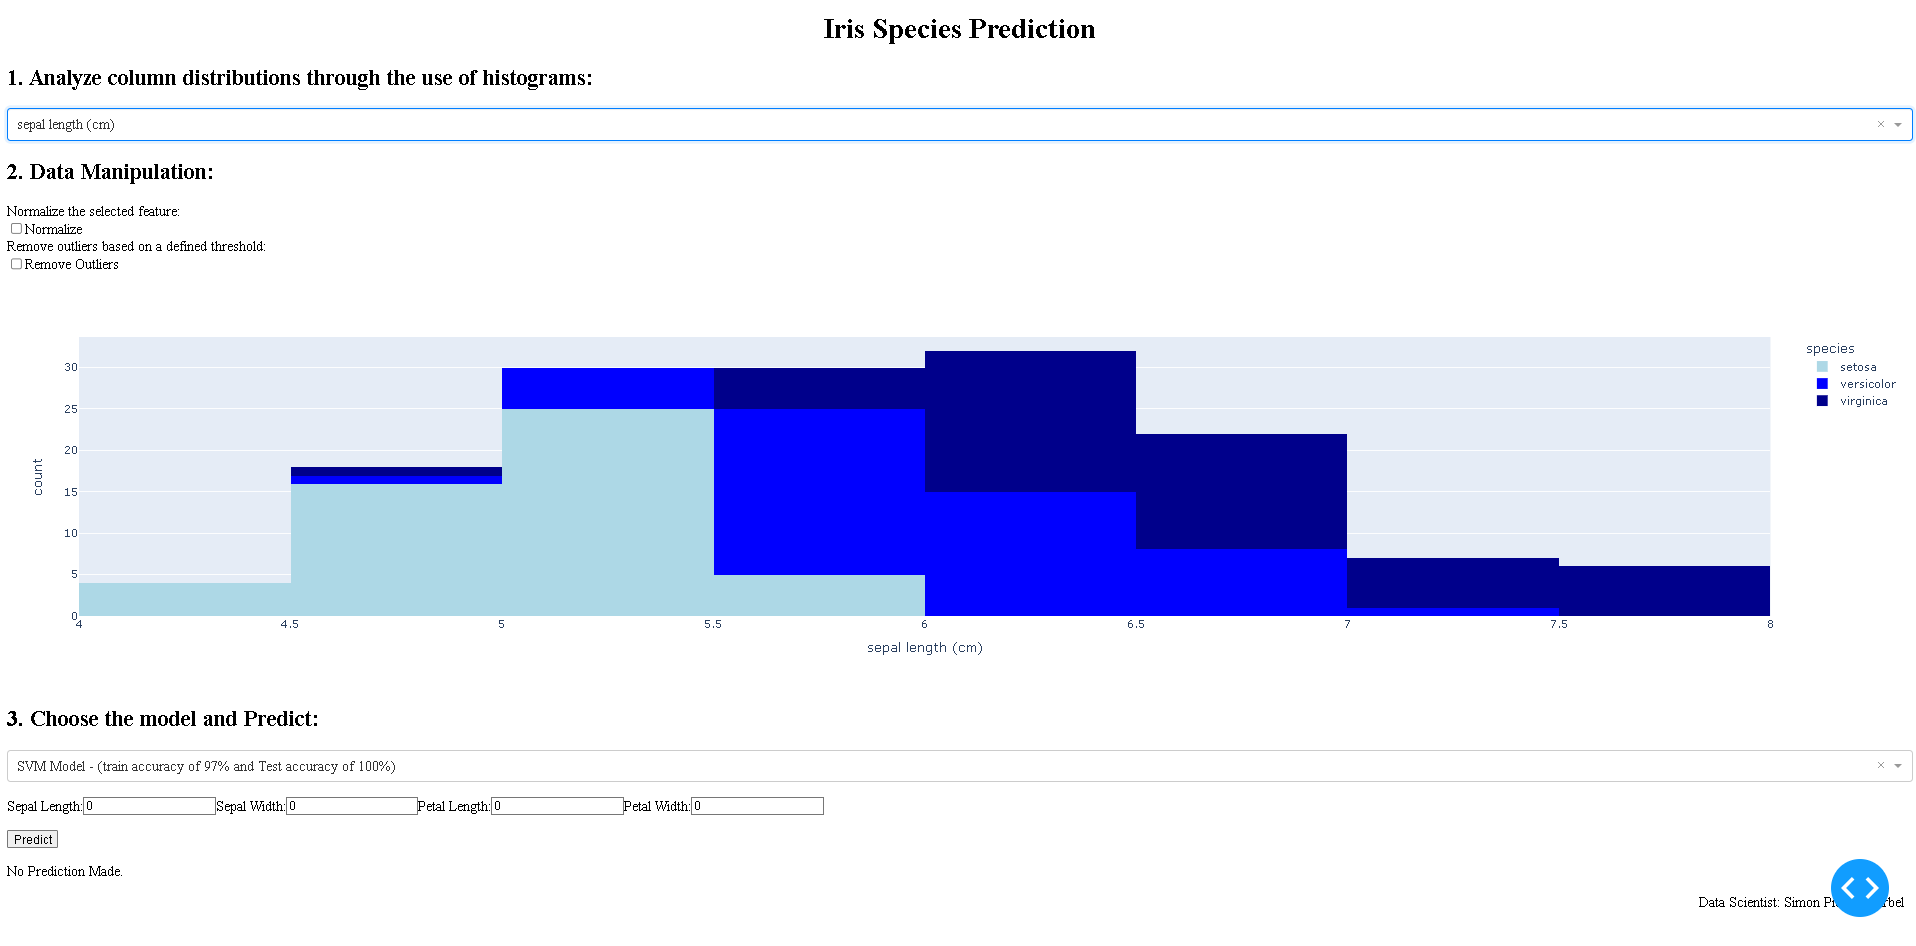 Iris Species Prediction
1. Analyze column distributions through the use of histograms:
sepal length (cm)
2. Data Manipulation:
Normalize the selected feature:
Normalize
Remove outliers based on a defined threshold:
Remove Outliers
30
25
20
15
10
5
0
count
4 4.5 5 5.5 6 6.5 7 7.5 8
sepal length (cm)
species
setosa
versicolor
virginica
3. Choose the model and Predict:
SVM Model - (train accuracy of 97% and Test accuracy of 100%)
Sepal Length: 0 Sepal Width: 0 Petal Length: 0 Petal Width: 0
Predict
No Prediction Made.
Data Scientist: Simon